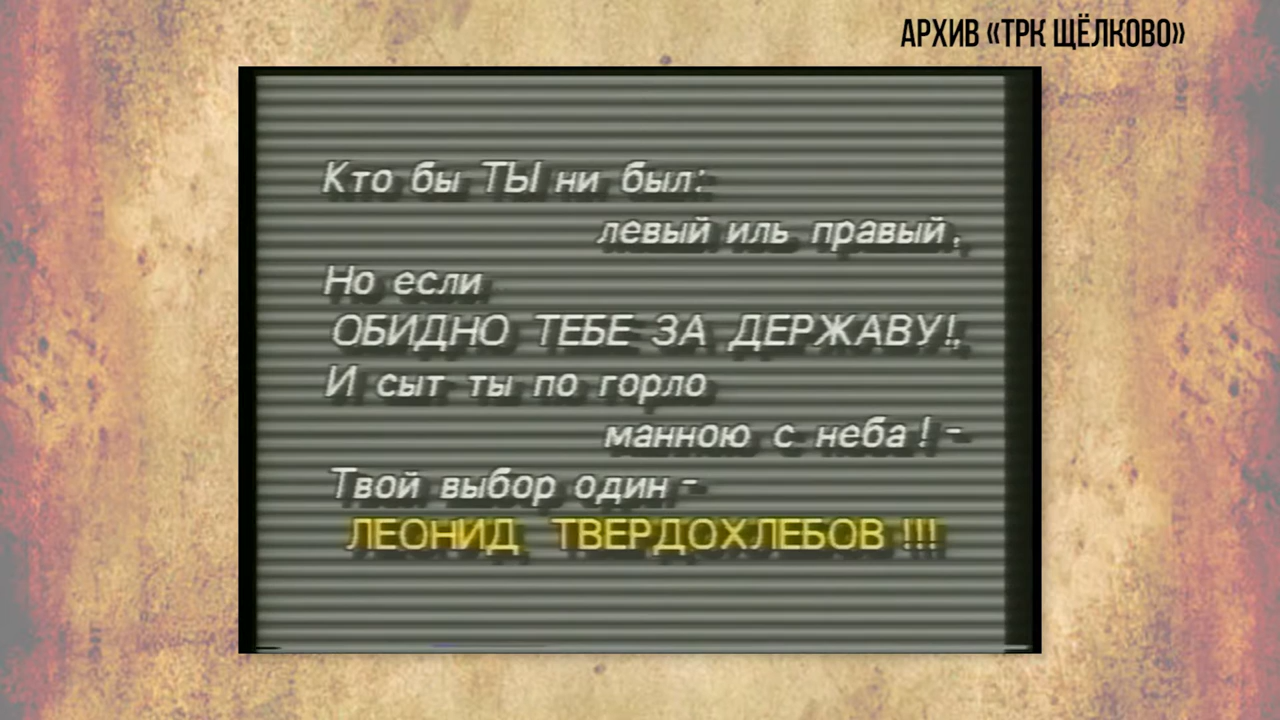 АРХИВ «ТРК ЩЁЛКОВО»
Кто бы ТЫ ни был:
левый иль правый,
Но если
ОБИДНО ТЕБЕ ЗА ДЕРЖАВУ!,
И сыт ты по горло
манною с неба ! -
Твой выбор один -
ЛЕОНИД ТВЕРДОХЛЕБОВ !!!